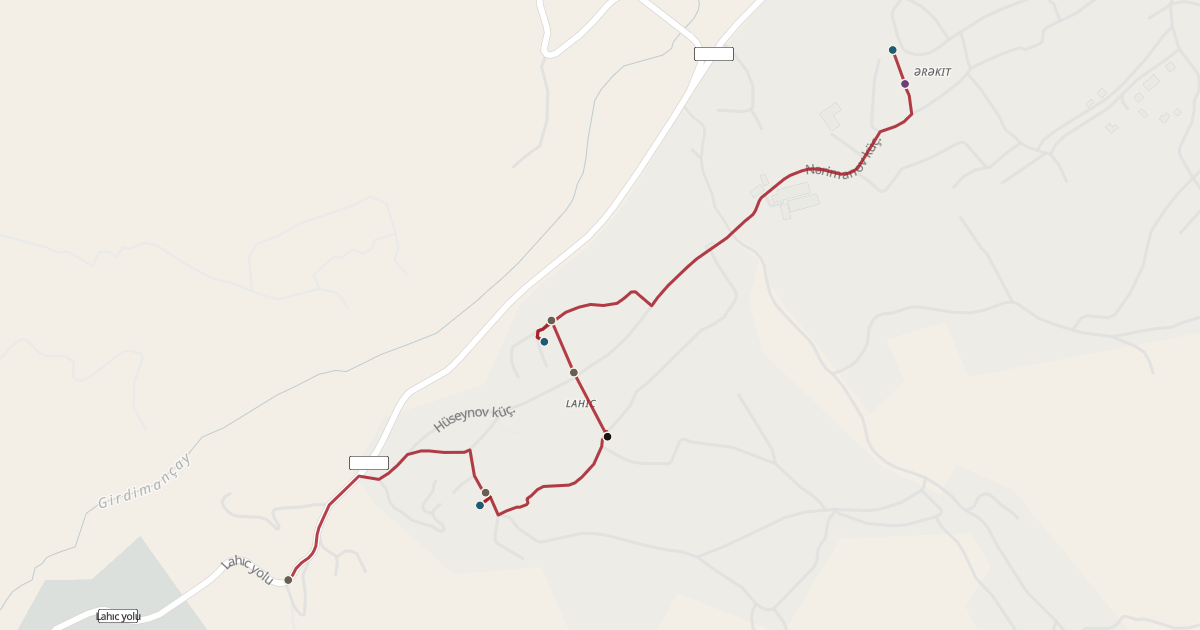 ƏRƏKIT
Nərimanov küç.
LAHIC
Hüseynov küç.
Girdimançay
Lahıc yolu
Lahıc yolu